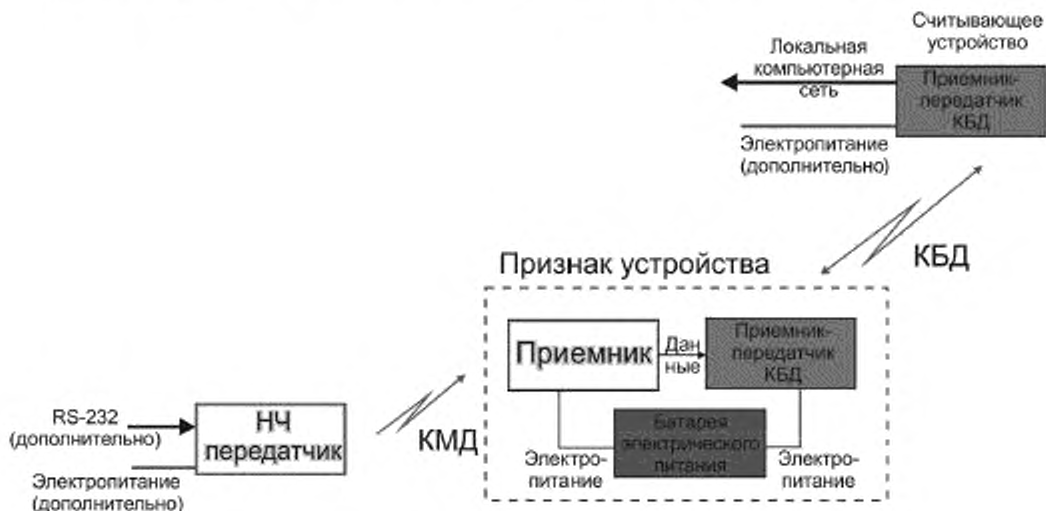 Считывающее
устройство
Локальная
компьютерная
сеть
Приемник-
передатчик
КБД
Электропитание
(дополнительно)
КБД
Признак устройства
Приемник
Дан
ные
Приемник-
передатчик
КБД
Батарея
электрического
питания
Электро-
питание
Электро-
питание
RS-232
(дополнительно)
НЧ
передатчик
КМД
Электропитание
(дополнительно)